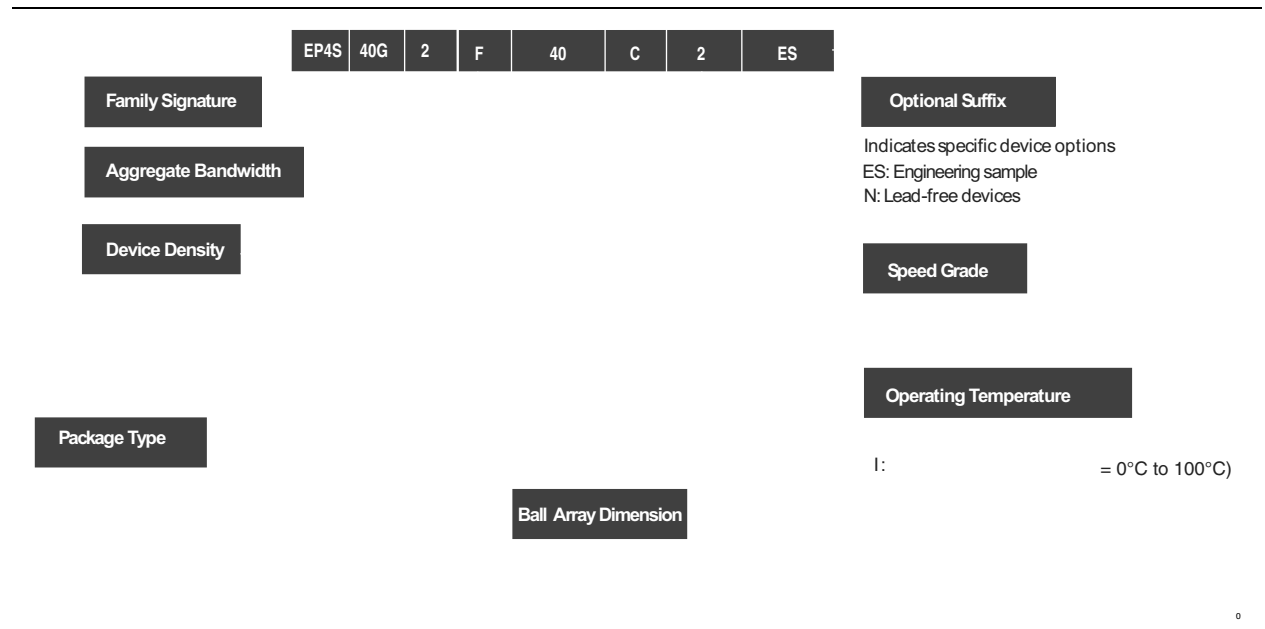 EP4S 40G 2 F 40 C 2 ES
Family Signature
Optional Suffix
Indicates specific device options
ES: Engineering sample
N: Lead-free devices
Aggregate Bandwidth
Device Density
Speed Grade
Operating Temperature
Package Type
I: = 0°C to 100°C)
Ball Array Dimension
0